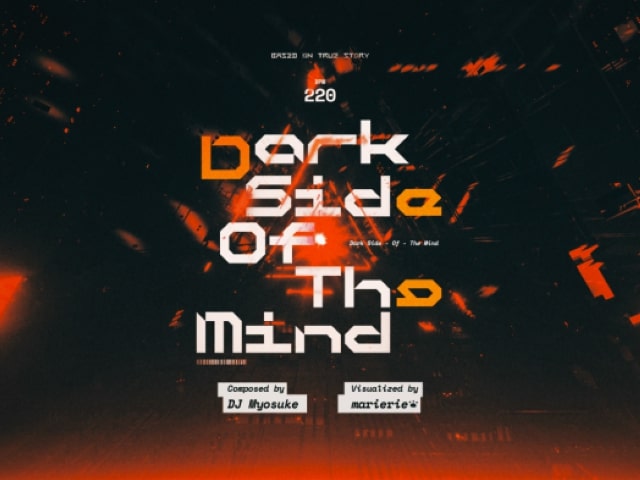 BASED ON TRUE STORY
BPM
220
Dark
Side
Of
Dark Side - Of - The Mind
The
Mind
Composed by
DJ Myosuke
Visualized by
marierie